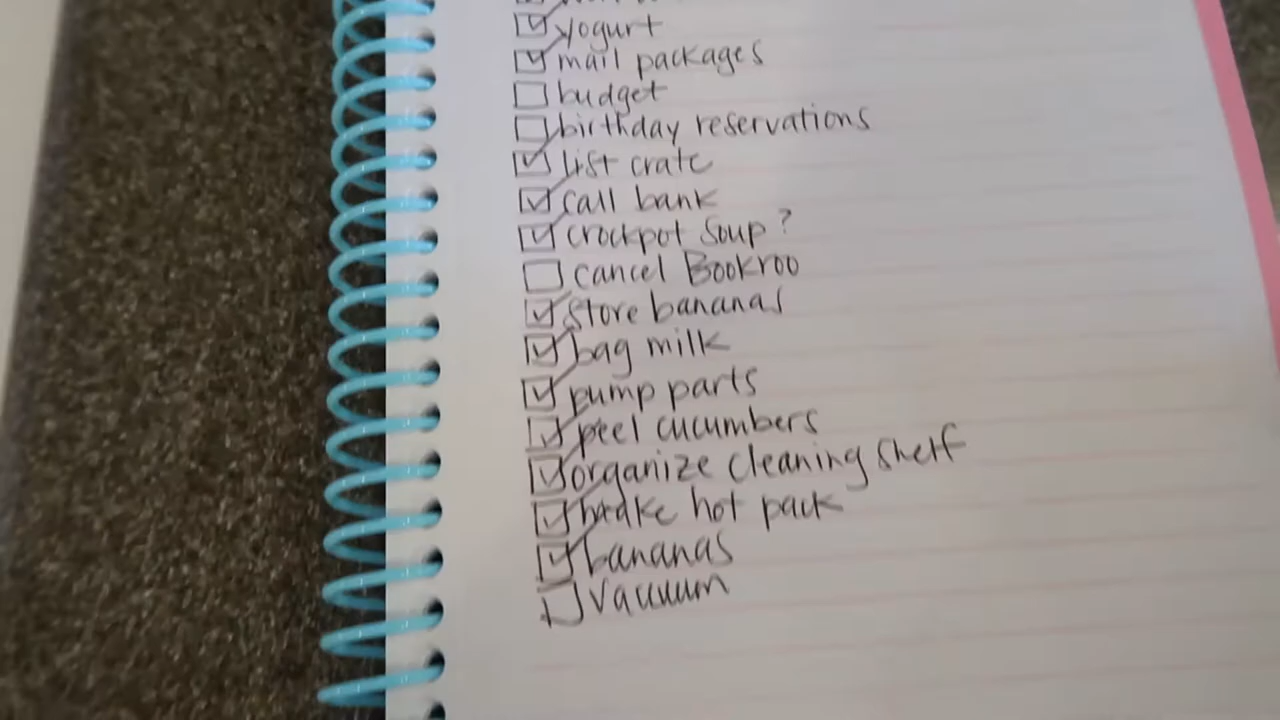 yogurt
mail packages
budget
birthday reservations
list crate
call bank
crockpot soup?
cancel Bookroo
store bananas
bag milk
pump parts
peel cucumbers
organize cleaning shelf
make hot pack
bananas
vacuum